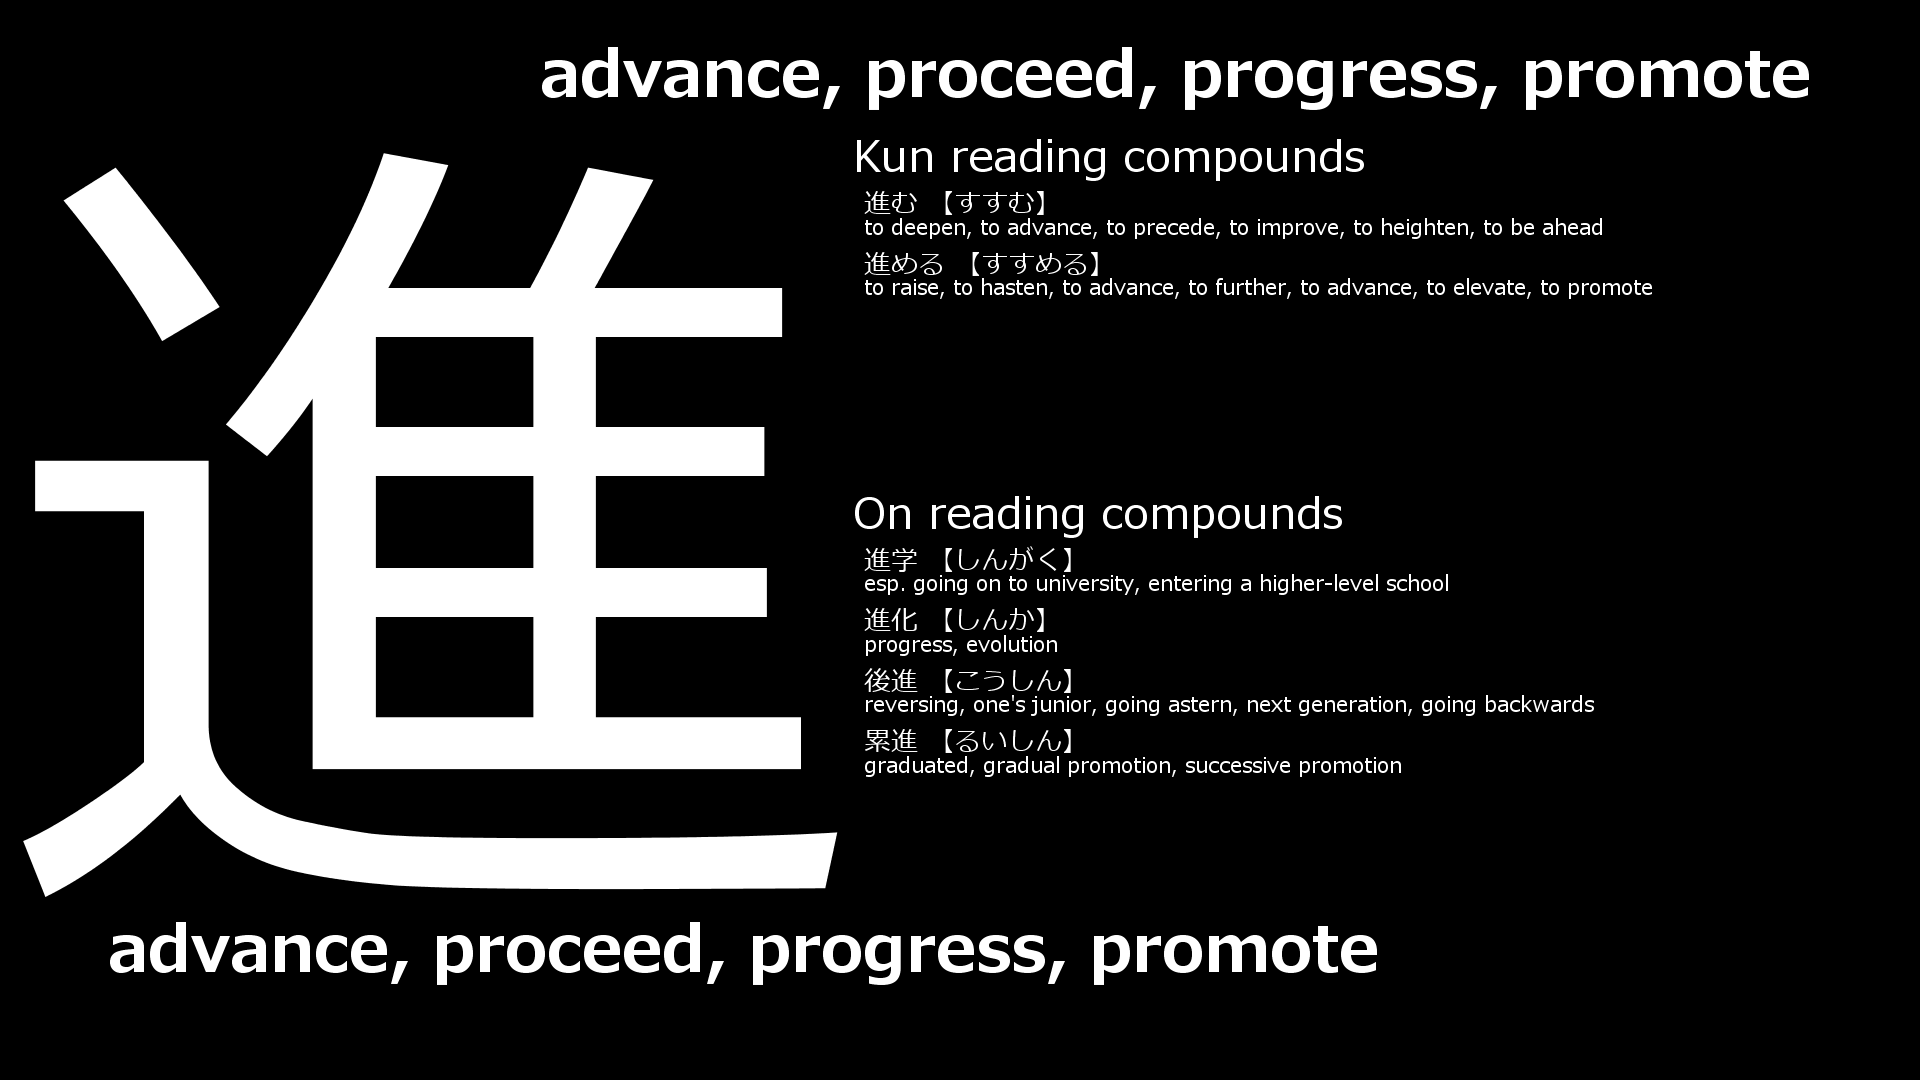 advance, proceed, progress, promote
進
Kun reading compounds
進む 【すすむ】
to deepen, to advance, to precede, to improve, to heighten, to be ahead
進める 【すすめる】
to raise, to hasten, to advance, to further, to advance, to elevate, to promote
On reading compounds
進学 【しんがく】
esp. going on to university, entering a higher-level school
進化 【しんか】
progress, evolution
後進 【こうしん】
reversing, one's junior, going astern, next generation, going backwards
累進 【るいしん】
graduated, gradual promotion, successive promotion
advance, proceed, progress, promote